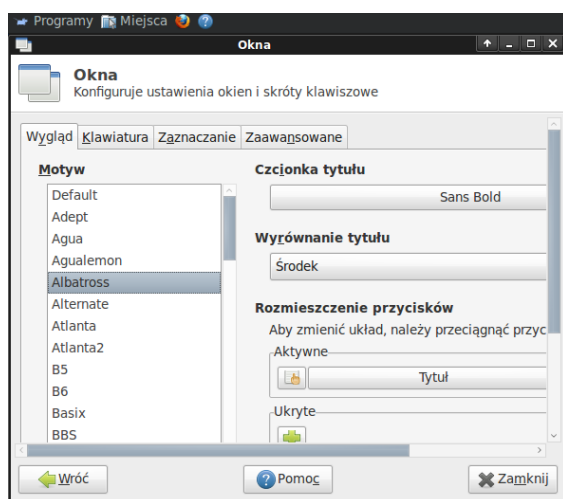 Programy Miejsca
Okna
Okna
Konfiguruje ustawienia okien i skróty klawiszowe
Wygląd Klawiatura Zaznaczanie Zaawansowane
Motyw
Default
Adept
Agua
Agualemon
Albatross
Alternate
Atlanta
Atlanta2
B5
B6
Basix
BBS
Czcionka tytułu
Sans Bold
Wyrównanie tytułu
Środek
Rozmieszczenie przycisków
Aby zmienić układ, należy przeciągnąć przyc
Aktywne
Tytuł
Ukryte
Wróć Pomoc Zamknij